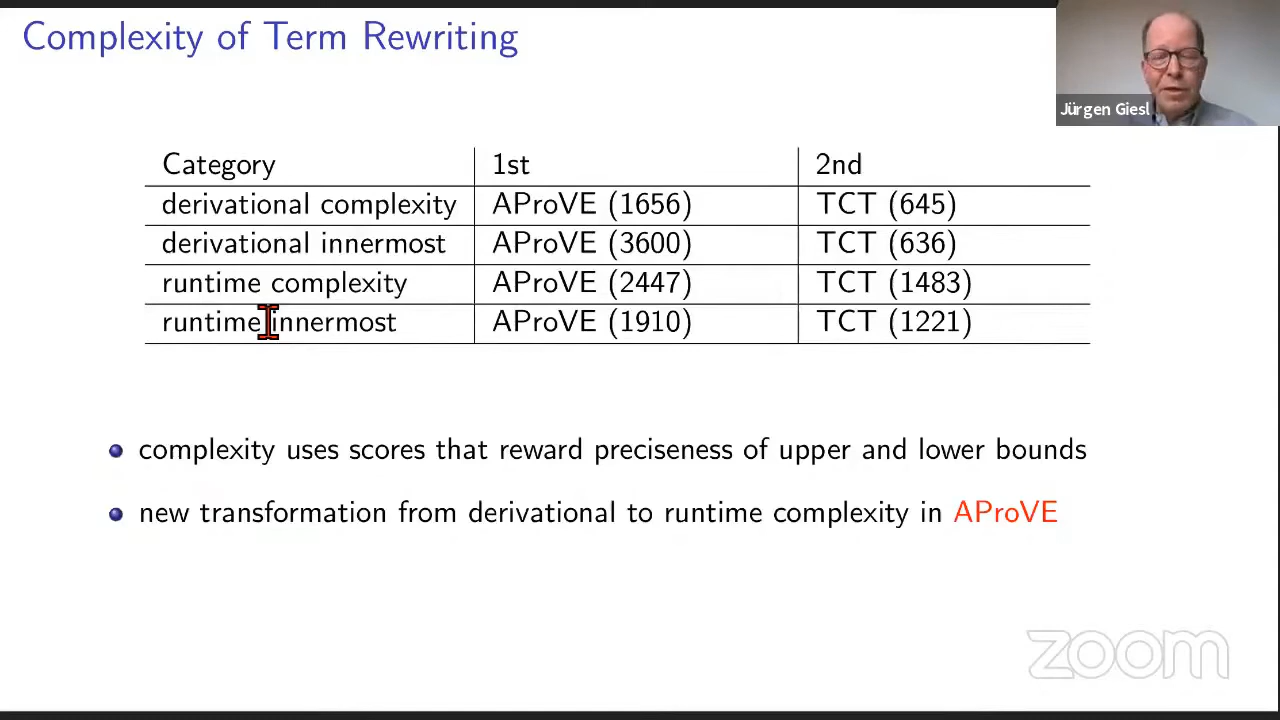 Complexity of Term Rewriting
Jürgen Giesl
Category 1st 2nd
derivational complexity AProVE (1656) TCT (645)
derivational innermost AProVE (3600) TCT (636)
runtime complexity AProVE (2447) TCT (1483)
runtime innermost AProVE (1910) TCT (1221)
complexity uses scores that reward preciseness of upper and lower bounds
new transformation from derivational to runtime complexity in AProVE
zoom